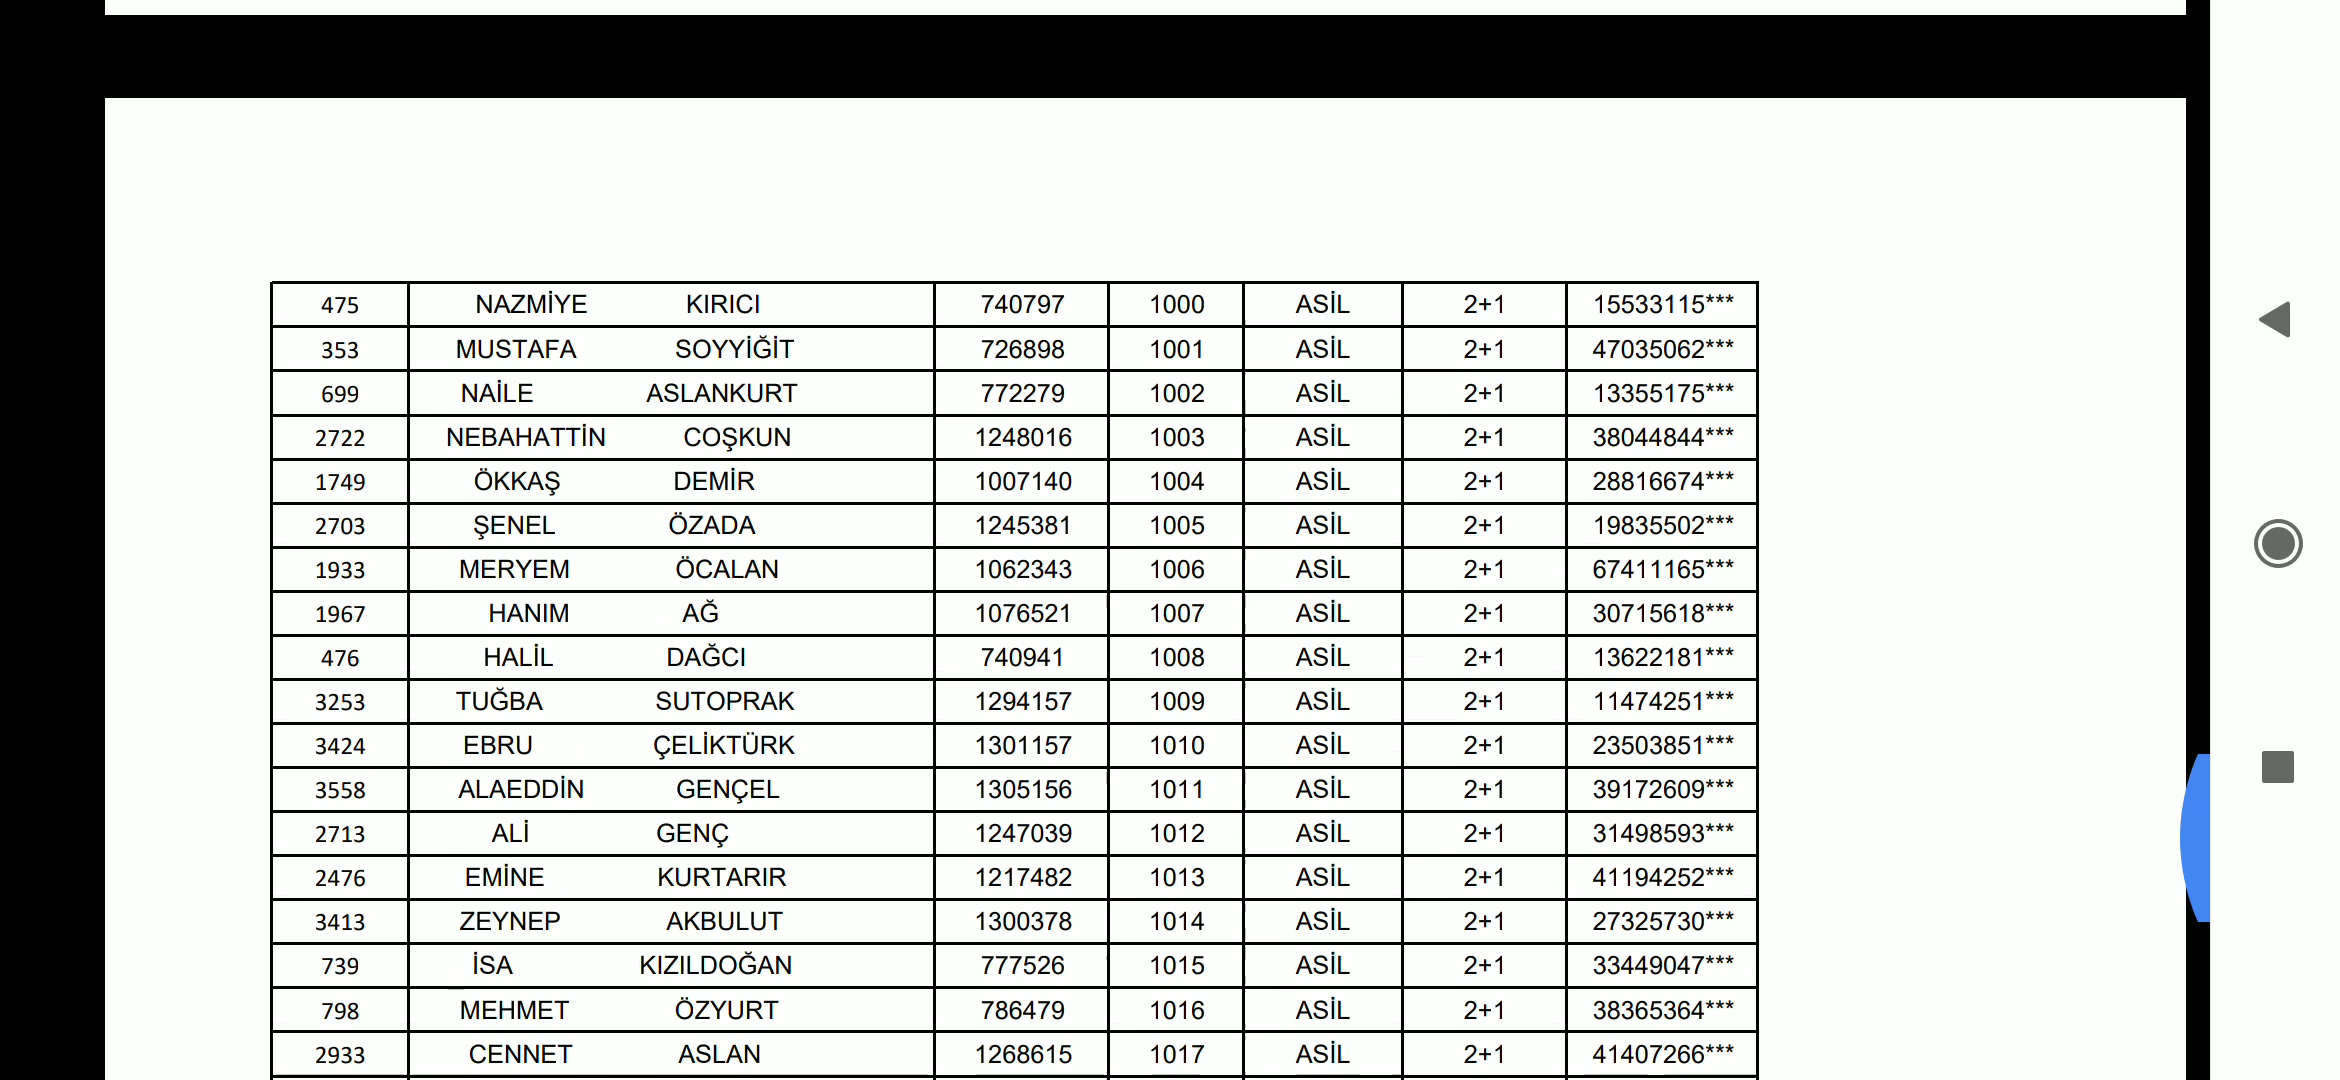 475 NAZMİYE KIRICI 740797 1000 ASİL 2+1 15533115***
353 MUSTAFA SOYYİĞİT 726898 1001 ASİL 2+1 47035062***
699 NAİLE ASLANKURT 772279 1002 ASİL 2+1 13355175***
2722 NEBAHATTİN COŞKUN 1248016 1003 ASİL 2+1 38044844***
1749 ÖKKAŞ DEMİR 1007140 1004 ASİL 2+1 28816674***
2703 ŞENEL ÖZADA 1245381 1005 ASİL 2+1 19835502***
1933 MERYEM ÖCALAN 1062343 1006 ASİL 2+1 67411165***
1967 HANIM AĞ 1076521 1007 ASİL 2+1 30715618***
476 HALİL DAĞCI 740941 1008 ASİL 2+1 13622181***
3253 TUĞBA SUTOPRAK 1294157 1009 ASİL 2+1 11474251***
3424 EBRU ÇELİKTÜRK 1301157 1010 ASİL 2+1 23503851***
3558 ALAEDDİN GENÇEL 1305156 1011 ASİL 2+1 39172609***
2713 ALİ GENÇ 1247039 1012 ASİL 2+1 31498593***
2476 EMİNE KURTARIR 1217482 1013 ASİL 2+1 41194252***
3413 ZEYNEP AKBULUT 1300378 1014 ASİL 2+1 27325730***
739 İSA KIZILDOĞAN 777526 1015 ASİL 2+1 33449047***
798 MEHMET ÖZYURT 786479 1016 ASİL 2+1 38365364***
2933 CENNET ASLAN 1268615 1017 ASİL 2+1 41407266***